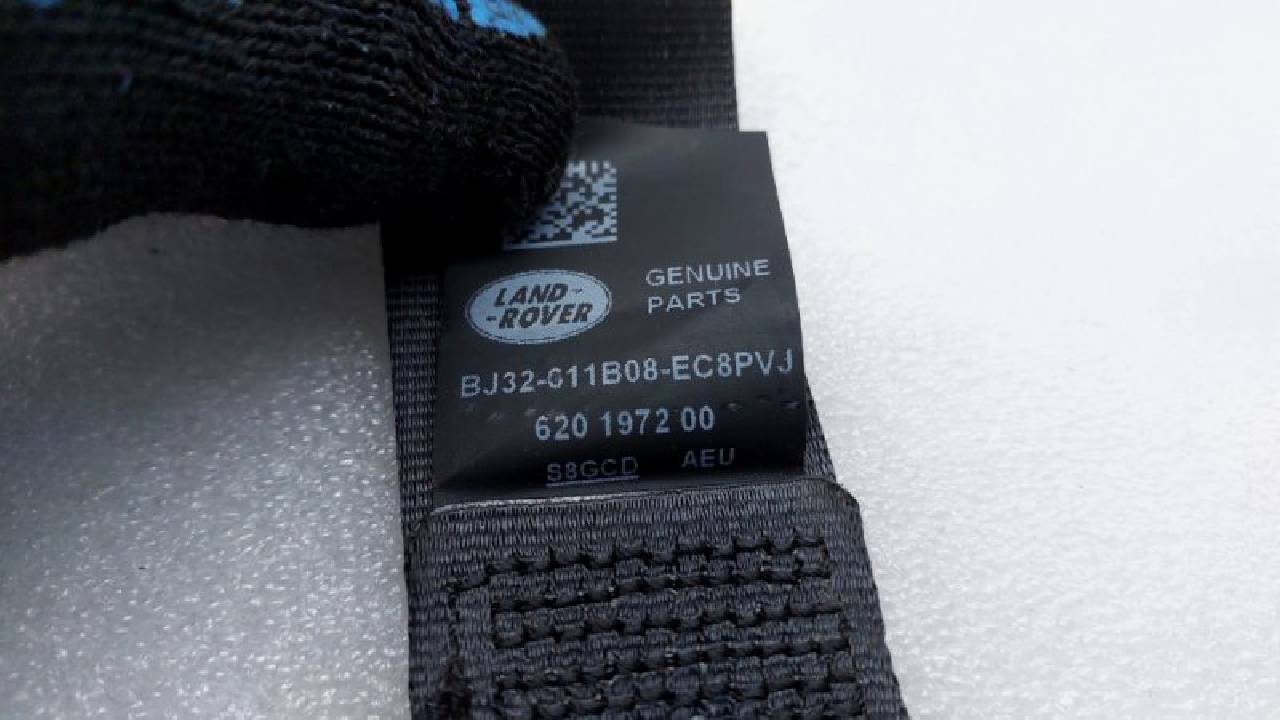 LAND-
-ROVER
GENUINE
PARTS
BJ32-611B08-EC8PVJ
620 1972 00
S8GCD AEU